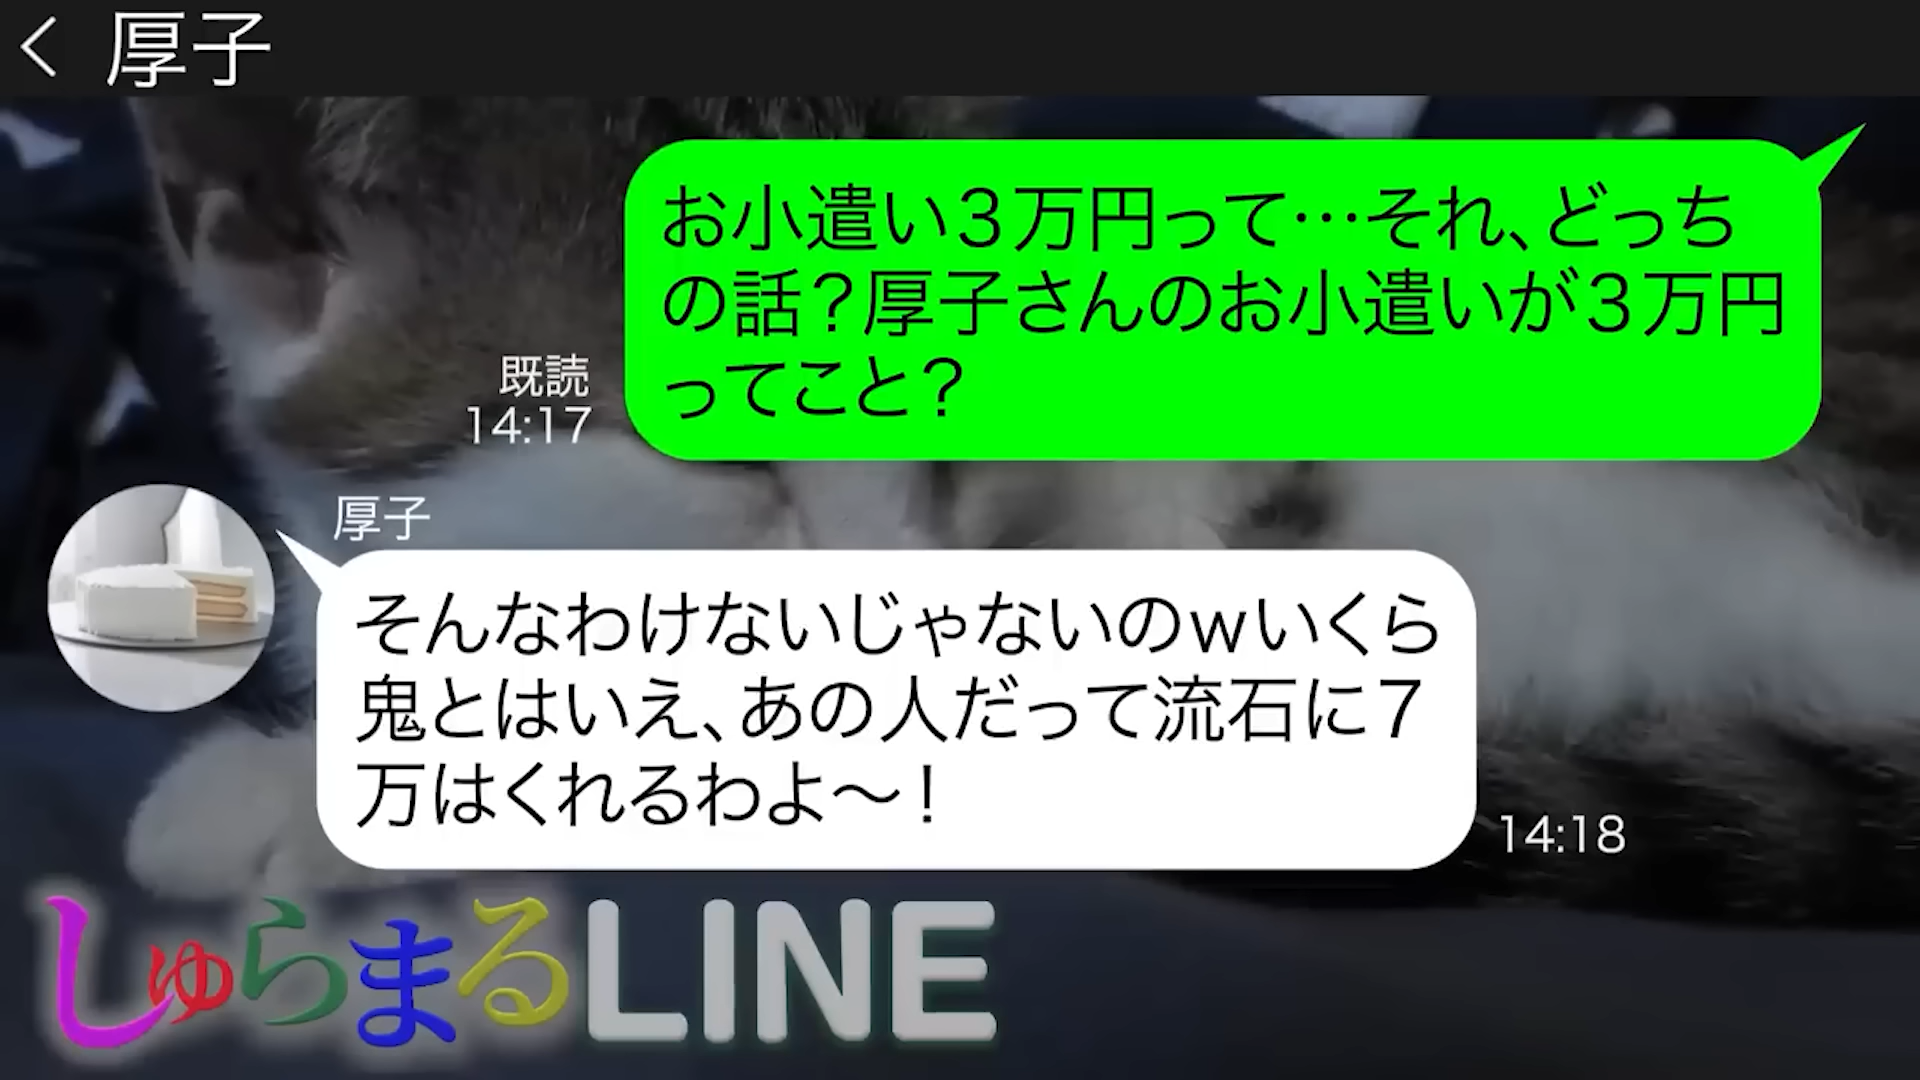 厚子
お小遣い３万円って…それ、どっち
の話？厚子さんのお小遣いが３万円
ってこと？
既読
14:17
厚子
そんなわけないじゃないのwいくら
鬼とはいえ、あの人だって流石に７
万はくれるわよ〜！
14:18
しゅらまるLINE